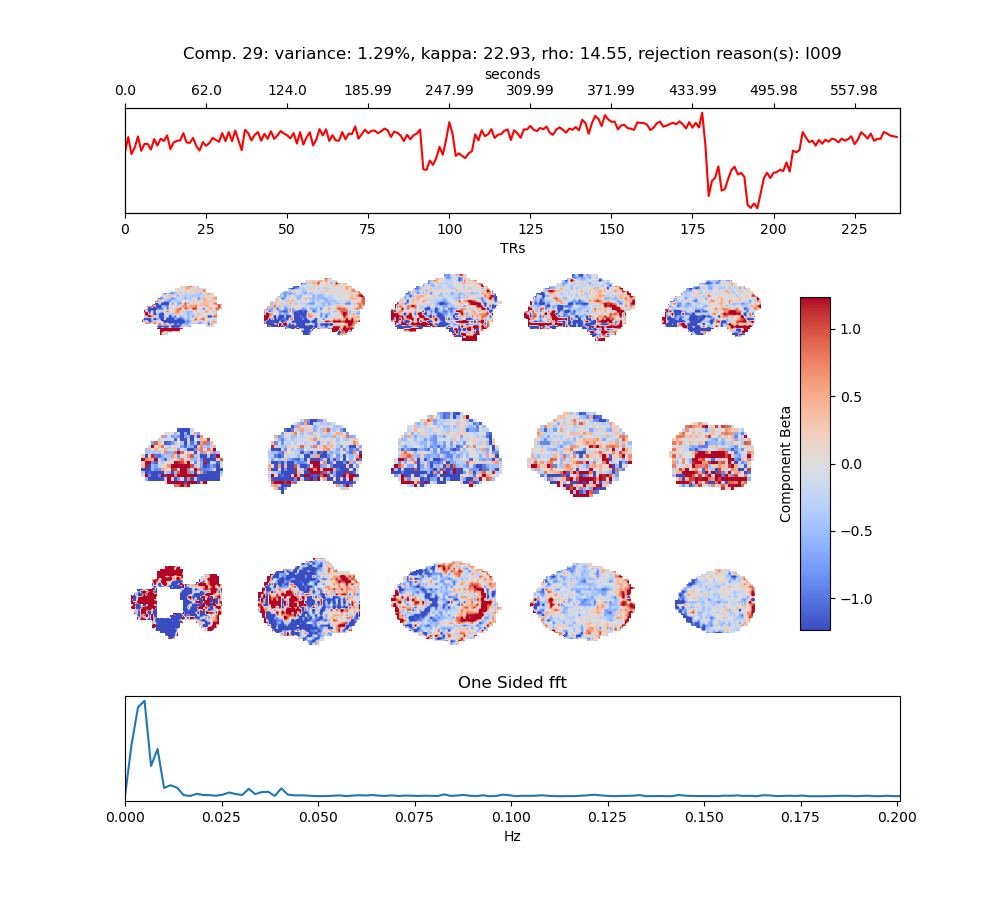 Comp. 29: variance: 1.29%, kappa: 22.93, rho: 14.55, rejection reason(s): I009
seconds
0.0 62.0 124.0 185.99 247.99 309.99 371.99 433.99 495.98 557.98
0 25 50 75 100 125 150 175 200 225
TRs
1.0
0.5
0.0
−0.5
−1.0
Component Beta
One Sided fft
0.000 0.025 0.050 0.075 0.100 0.125 0.150 0.175 0.200
Hz